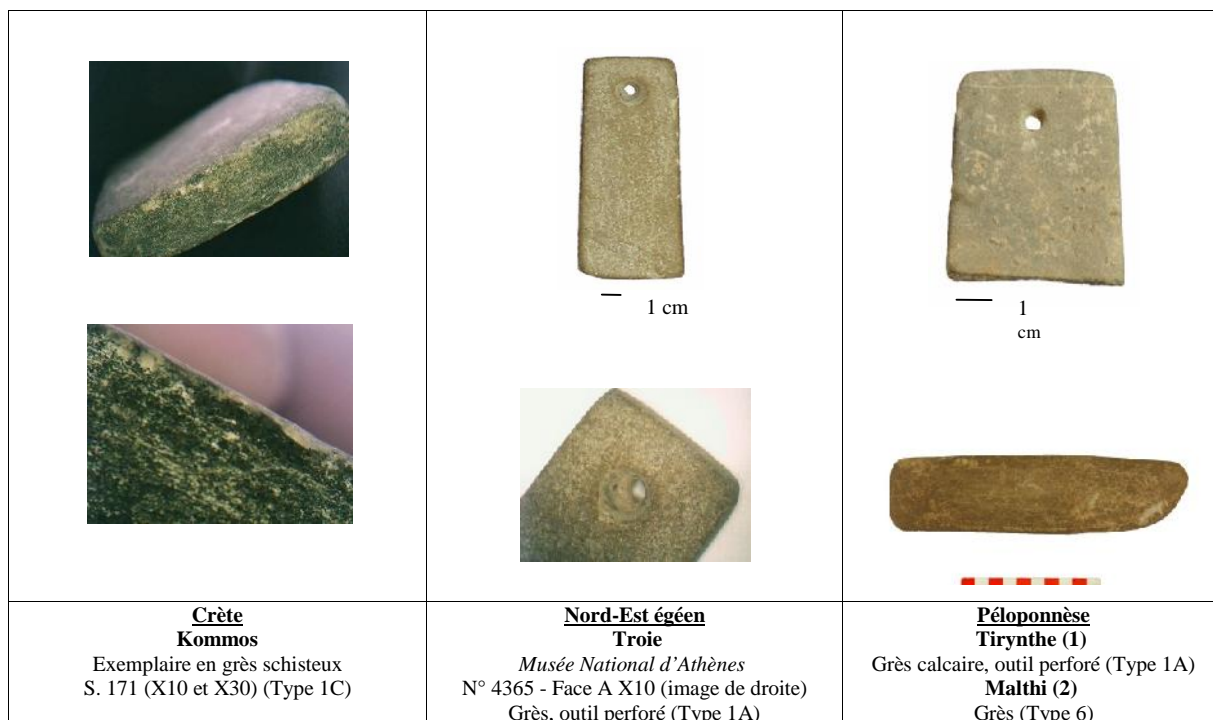 1 cm
1
cm
Crète
Kommos
Exemplaire en grès schisteux
S. 171 (X10 et X30) (Type 1C)
Nord-Est égéen
Troie
Musée National d'Athènes
N° 4365 - Face A X10 (image de droite)
Grès, outil perforé (Type 1A)
Péloponnèse
Tirynthe (1)
Grès calcaire, outil perforé (Type 1A)
Malthi (2)
Grès (Type 6)